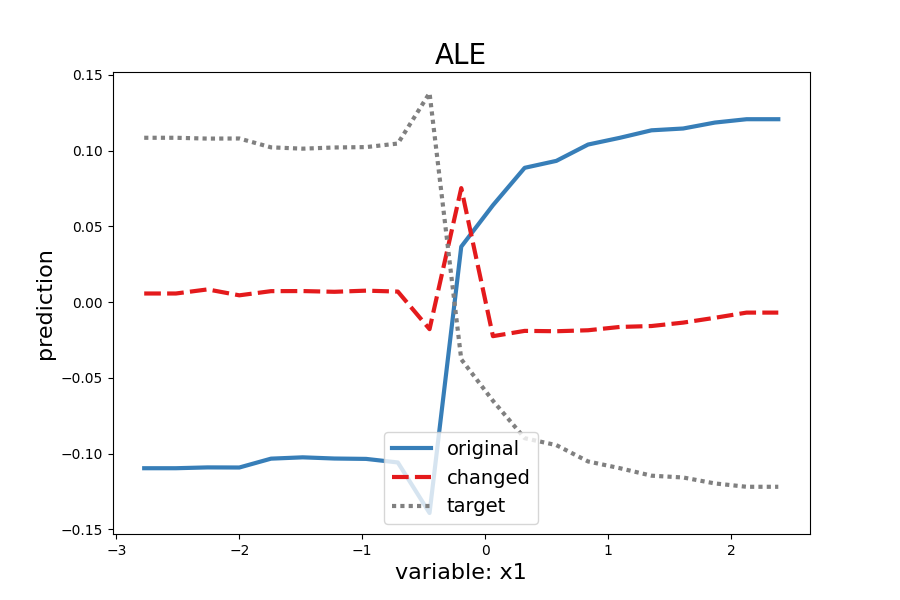 ALE
prediction
0.15
0.10
0.05
0.00
−0.05
−0.10
−0.15
original
changed
target
−3 −2 −1 0 1 2
variable: x1